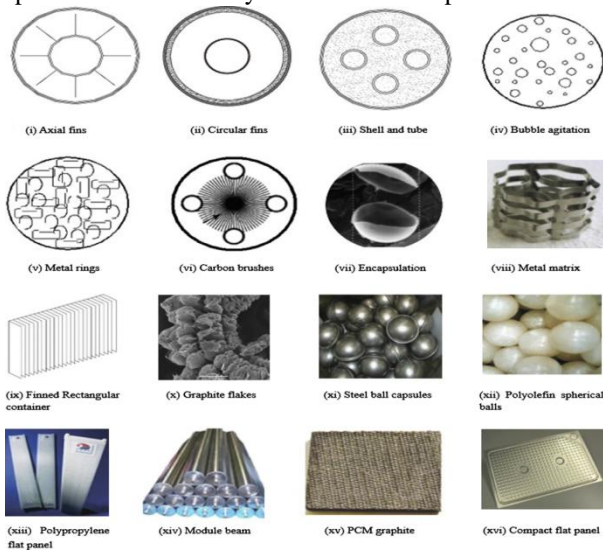 (i) Axial fins
(ii) Circular fins
(iii) Shell and tube
(iv) Bubble agitation
(v) Metal rings
(vi) Carbon brushes
(vii) Encapsulation
(viii) Metal matrix
(ix) Finned Rectangular
container
(x) Graphite flakes
(xi) Steel ball capsules
(xii) Polyolefin spherical
balls
(xiii) Polypropylene
flat panel
(xiv) Module beam
(xv) PCM graphite
(xvi) Compact flat panel